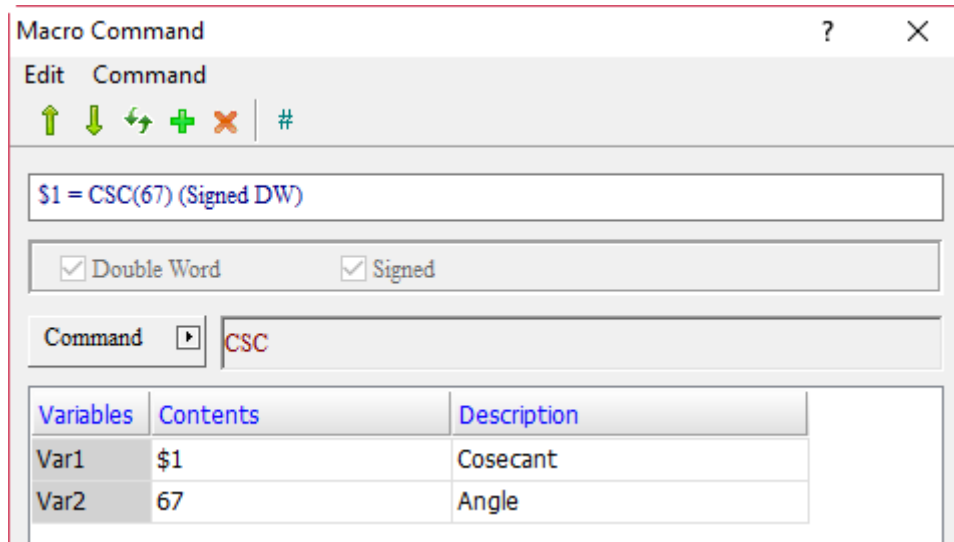 Macro Command ?
Edit Command
#
$1 = CSC(67) (Signed DW)
Double Word Signed
Command CSC
Variables Contents Description
Var1 $1 Cosecant
Var2 67 Angle